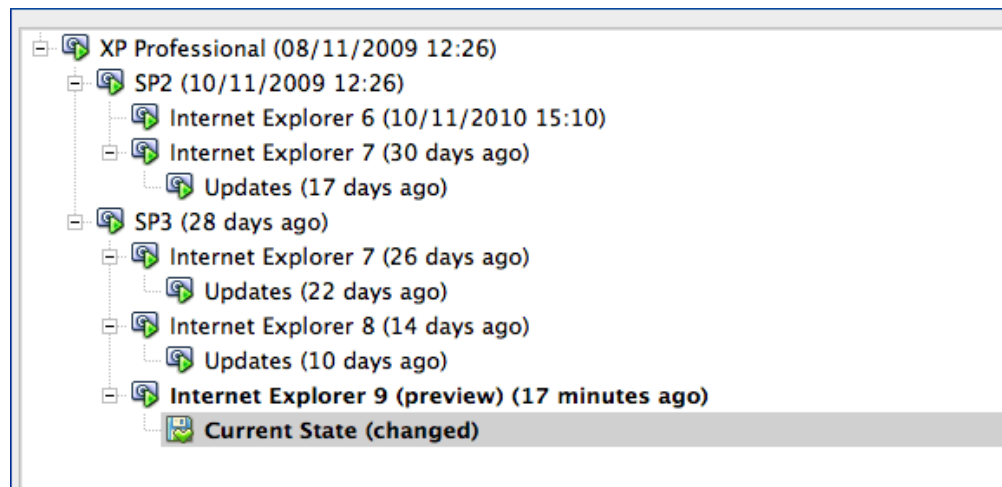 XP Professional (08/11/2009 12:26)
SP2 (10/11/2009 12:26)
Internet Explorer 6 (10/11/2010 15:10)
Internet Explorer 7 (30 days ago)
Updates (17 days ago)
SP3 (28 days ago)
Internet Explorer 7 (26 days ago)
Updates (22 days ago)
Internet Explorer 8 (14 days ago)
Updates (10 days ago)
Internet Explorer 9 (preview) (17 minutes ago)
Current State (changed)